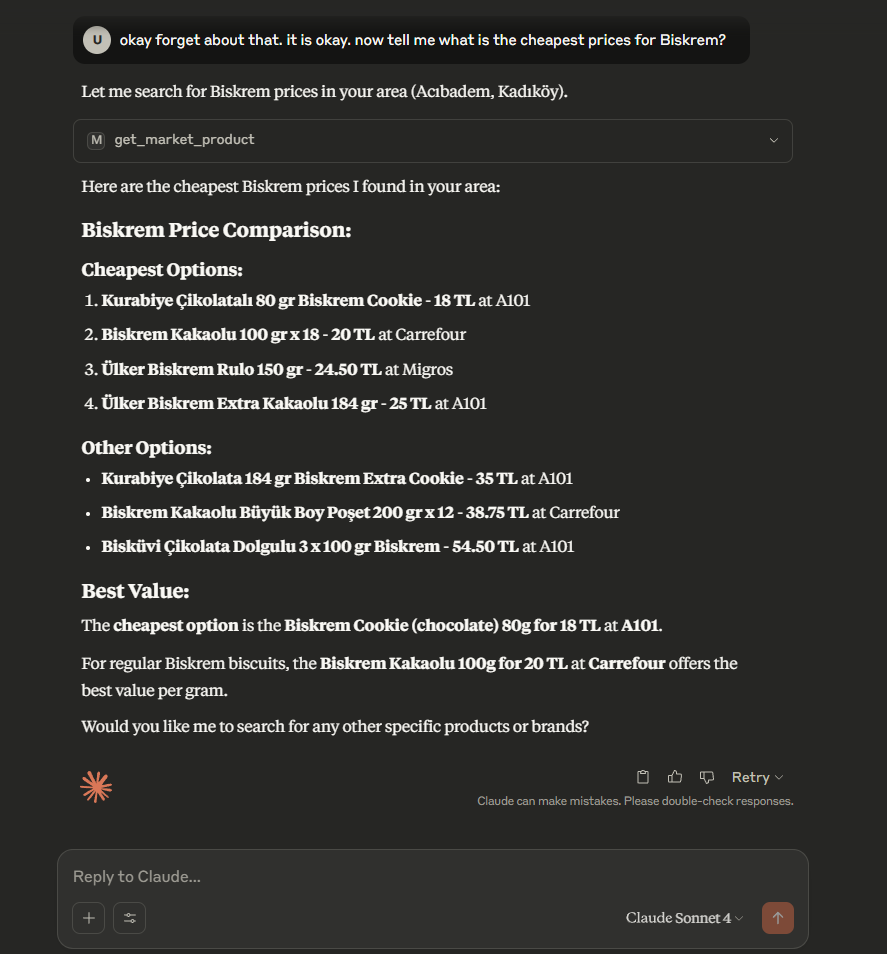 U
okay forget about that. it is okay. now tell me what is the cheapest prices for Biskrem?
Let me search for Biskrem prices in your area (Acıbadem, Kadıköy).
M get_market_product
Here are the cheapest Biskrem prices I found in your area:
Biskrem Price Comparison:
Cheapest Options:
1. Kurabiye Çikolatalı 80 gr Biskrem Cookie - 18 TL at A101
2. Biskrem Kakaolu 100 gr x 18 - 20 TL at Carrefour
3. Ülker Biskrem Rulo 150 gr - 24.50 TL at Migros
4. Ülker Biskrem Extra Kakaolu 184 gr - 25 TL at A101
Other Options:
• Kurabiye Çikolata 184 gr Biskrem Extra Cookie - 35 TL at A101
• Biskrem Kakaolu Büyük Boy Poşet 200 gr x 12 - 38.75 TL at Carrefour
• Bisküvi Çikolata Dolgulu 3 x 100 gr Biskrem - 54.50 TL at A101
Best Value:
The cheapest option is the Biskrem Cookie (chocolate) 80g for 18 TL at A101.
For regular Biskrem biscuits, the Biskrem Kakaolu 100g for 20 TL at Carrefour offers the
best value per gram.
Would you like me to search for any other specific products or brands?
Retry
Claude can make mistakes. Please double-check responses.
Reply to Claude...
Claude Sonnet 4